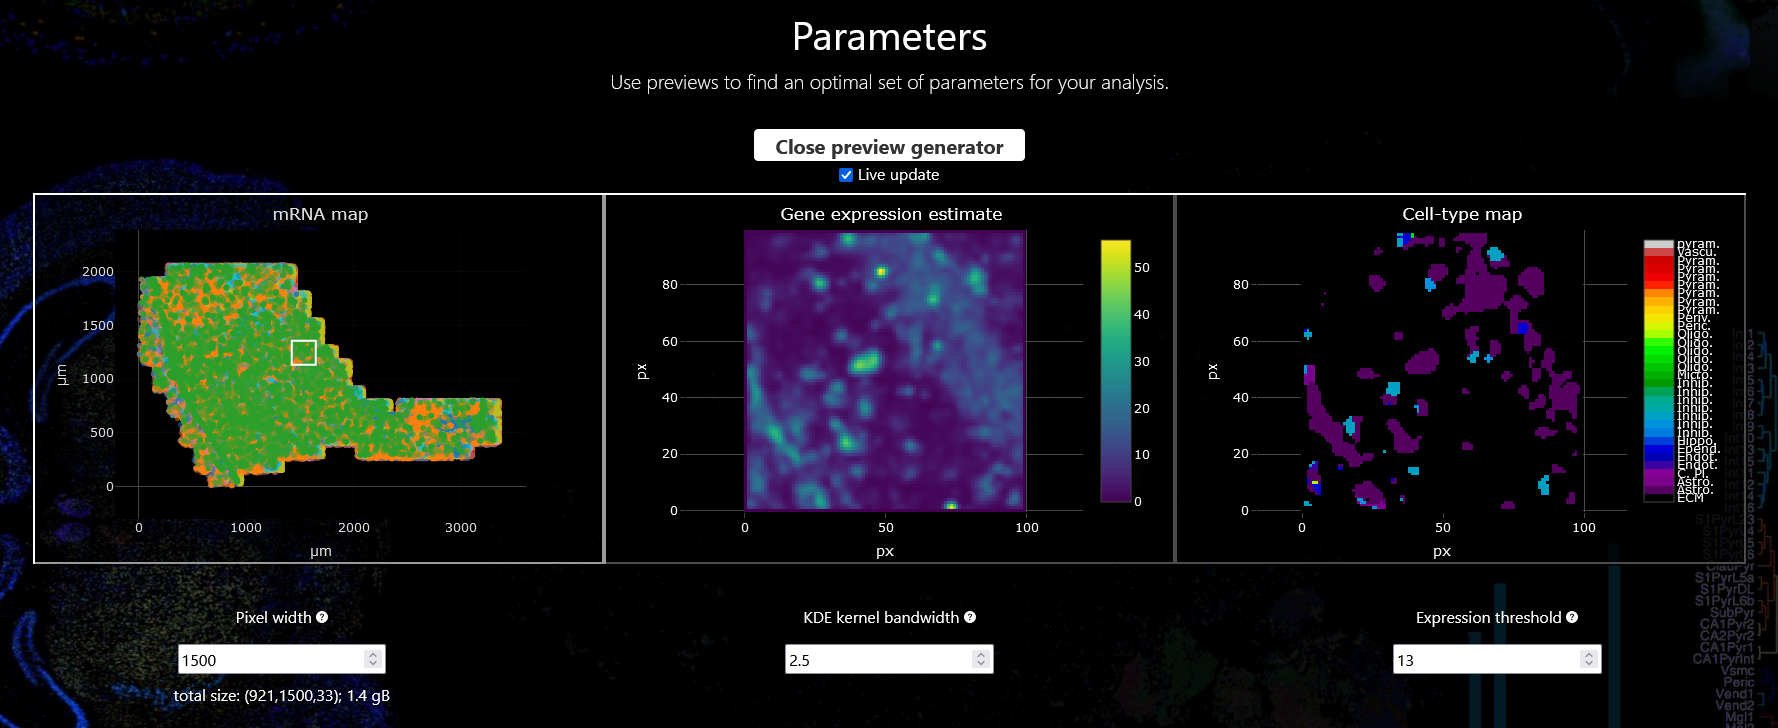 Parameters
Use previews to find an optimal set of parameters for your analysis.
Close preview generator
Live update
mRNA map
2000
1500
1000
500
0
µm
0 1000 2000 3000
µm
Gene expression estimate
80
60
40
20
0
px
0 50 100
px
50
40
30
20
10
0
Cell-type map
80
60
40
20
0
px
0 50 100
px
pyram.
vascu.
Pyram.
Pyram.
Pyram.
Pyram.
Pyram.
Pyram.
Pyram.
Periv.
Peric.
Oligo.
Oligo.
Oligo.
Oligo.
Oligo.
Micro.
Inhib.
Inhib.
Inhib.
Inhib.
Inhib.
Inhib.
Inhib.
Hippo.
Epend.
Endot.
Endot.
C. Pl.
Astro.
Astro.
ECM
S1PyrL5a
S1PyrDL
S1PyrL6b
SubPyr
CA1Pyr2
CA2Pyr2
CA1Pyr1
CA1PyrInt
Vsmc
Peric
Vend1
Vend2
Mgl1
Pixel width ?
1500
total size: (921,1500,33); 1.4 gB
KDE kernel bandwidth ?
2.5
Expression threshold ?
13